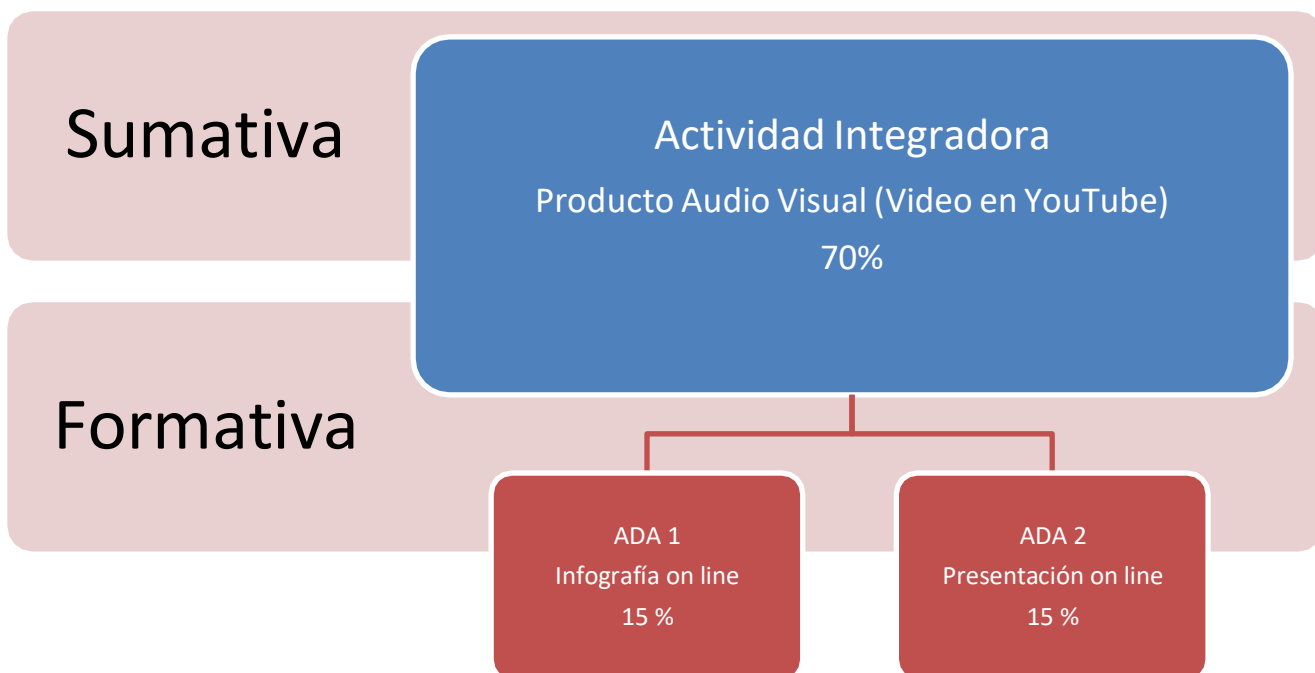 Sumativa
Actividad Integradora
Producto Audio Visual (Video en YouTube)
70%
Formativa
ADA 1
Infografía on line
15 %
ADA 2
Presentación on line
15 %